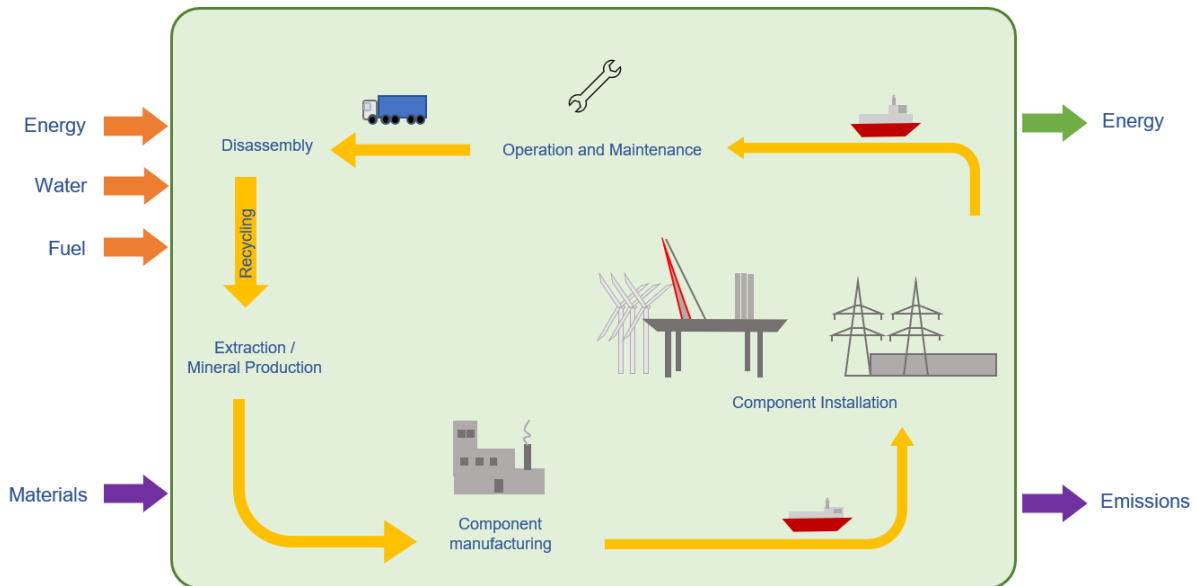 Energy
Water
Fuel
Materials
Disassembly
Operation and Maintenance
Recycling
Extraction /
Mineral Production
Component
manufacturing
Component Installation
Energy
Emissions